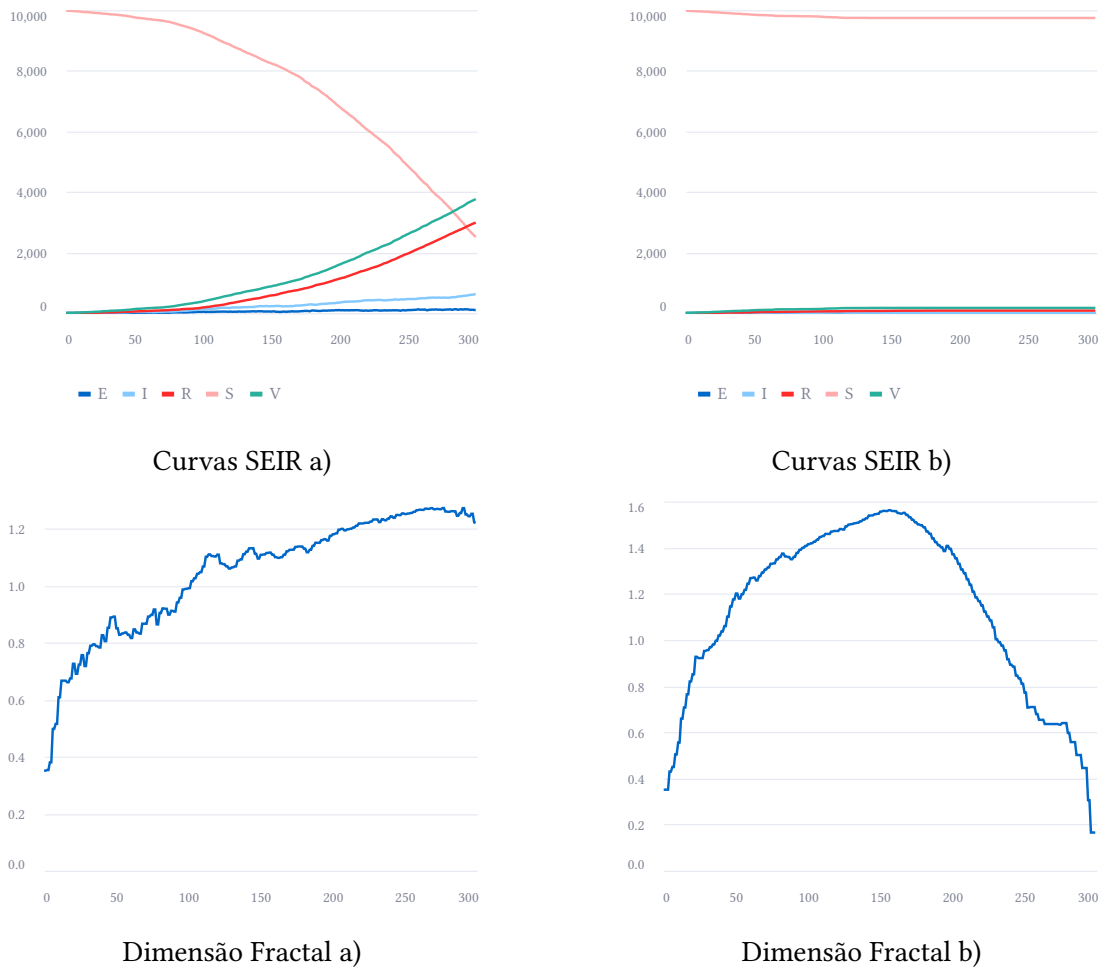 10,000
8,000
6,000
4,000
2,000
0
0 50 100 150 200 250 300
E I R S V
Curvas SEIR a)
10,000
8,000
6,000
4,000
2,000
0
0 50 100 150 200 250 300
E I R S V
Curvas SEIR b)
1.2
1.0
0.8
0.6
0.4
0.2
0.0
0 50 100 150 200 250 300
Dimensão Fractal a)
1.6
1.4
1.2
1.0
0.8
0.6
0.4
0.2
0.0
0 50 100 150 200 250 300
Dimensão Fractal b)